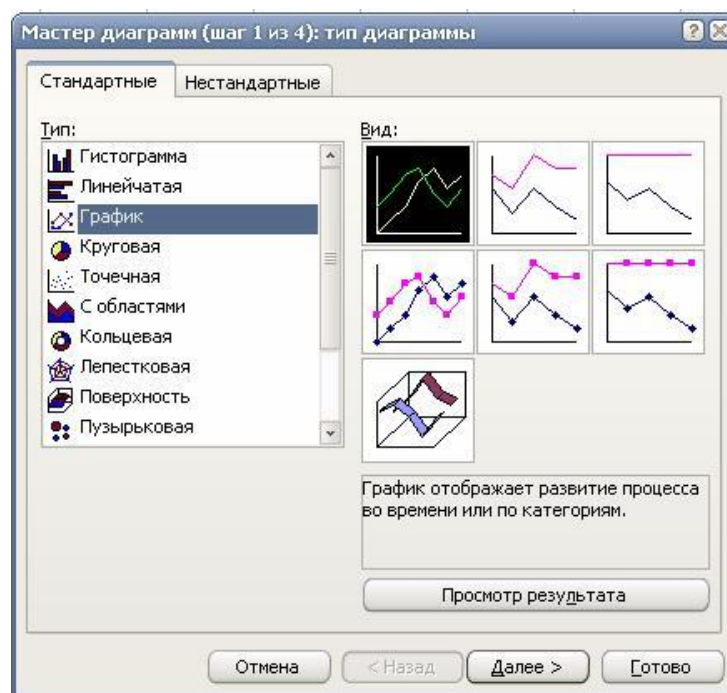 Мастер диаграмм (шаг 1 из 4): тип диаграммы
Стандартные
Нестандартные
Тип:
Гистограмма
Линейчатая
График
Круговая
Точечная
С областями
Кольцевая
Лепестковая
Поверхность
Пузырьковая
Вид:
График отображает развитие процесса
во времени или по категориям.
Просмотр результата
Отмена
< Назад
Далее >
Готово